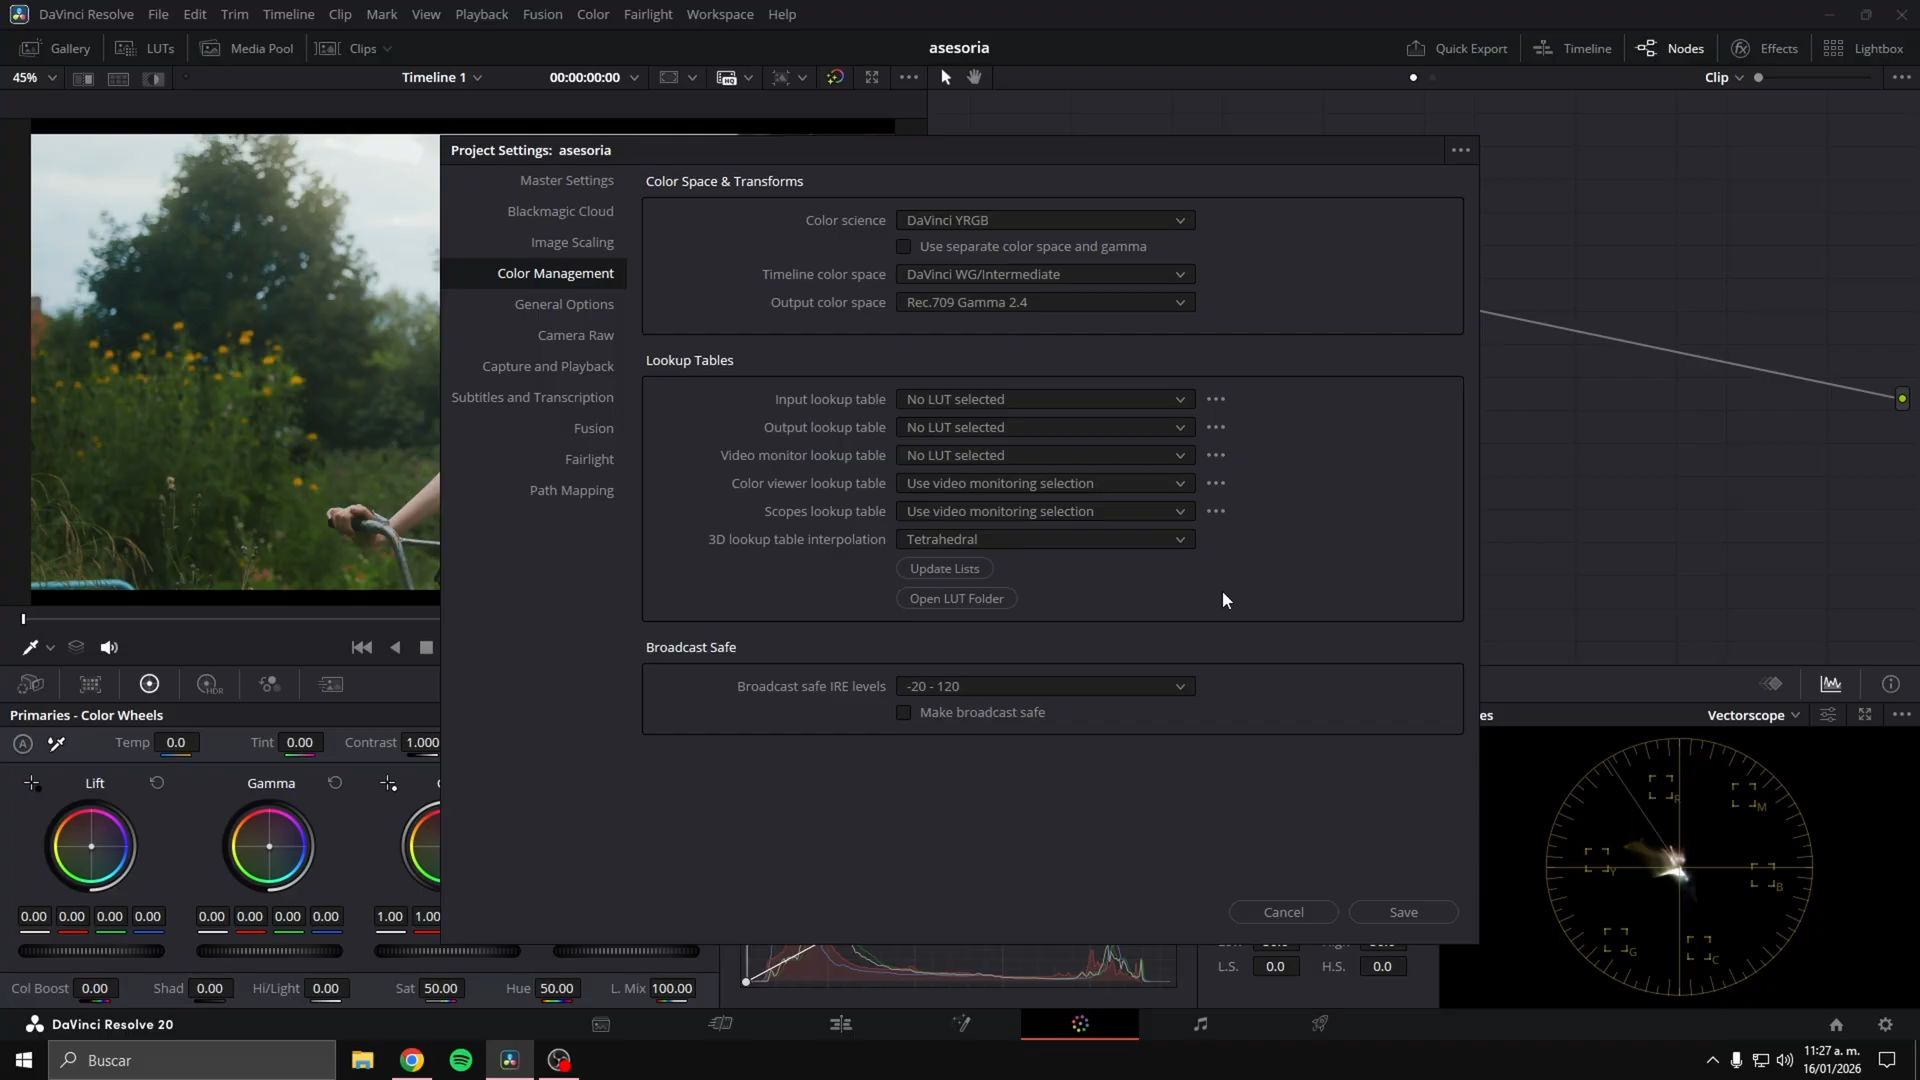 DaVinci Resolve File Edit Trim Timeline Clip Mark View Playback Fusion Color Fairlight Workspace Help
Gallery LUTs Media Pool Clips asesoria Quick Export Timeline Nodes Effects Lightbox
45% Timeline 1 00:00:00:00 Clip
Project Settings: asesoria
Master Settings
Blackmagic Cloud
Image Scaling
Color Management
General Options
Camera Raw
Capture and Playback
Subtitles and Transcription
Fusion
Fairlight
Path Mapping
Color Space & Transforms
Color science DaVinci YRGB
Use separate color space and gamma
Timeline color space DaVinci WG/Intermediate
Output color space Rec.709 Gamma 2.4
Lookup Tables
Input lookup table No LUT selected
Output lookup table No LUT selected
Video monitor lookup table No LUT selected
Color viewer lookup table Use video monitoring selection
Scopes lookup table Use video monitoring selection
3D lookup table interpolation Tetrahedral
Update Lists
Open LUT Folder
Broadcast Safe
Broadcast safe IRE levels -20 - 120
Make broadcast safe
Cancel Save
HDR
Primaries - Color Wheels
A Temp 0.0 Tint 0.00 Contrast 1.000
Lift Gamma
0.00 0.00 0.00 0.00 0.00 0.00 0.00 0.00 1.00 1.00
Col Boost 0.00 Shad 0.00 Hi/Light 0.00 Sat 50.00 Hue 50.00 L. Mix 100.00
L.S. 0.0 H.S. 0.0
es Vectorscope
R M
Y B
G C
DaVinci Resolve 20
Buscar
11:27 a. m.
16/01/2026